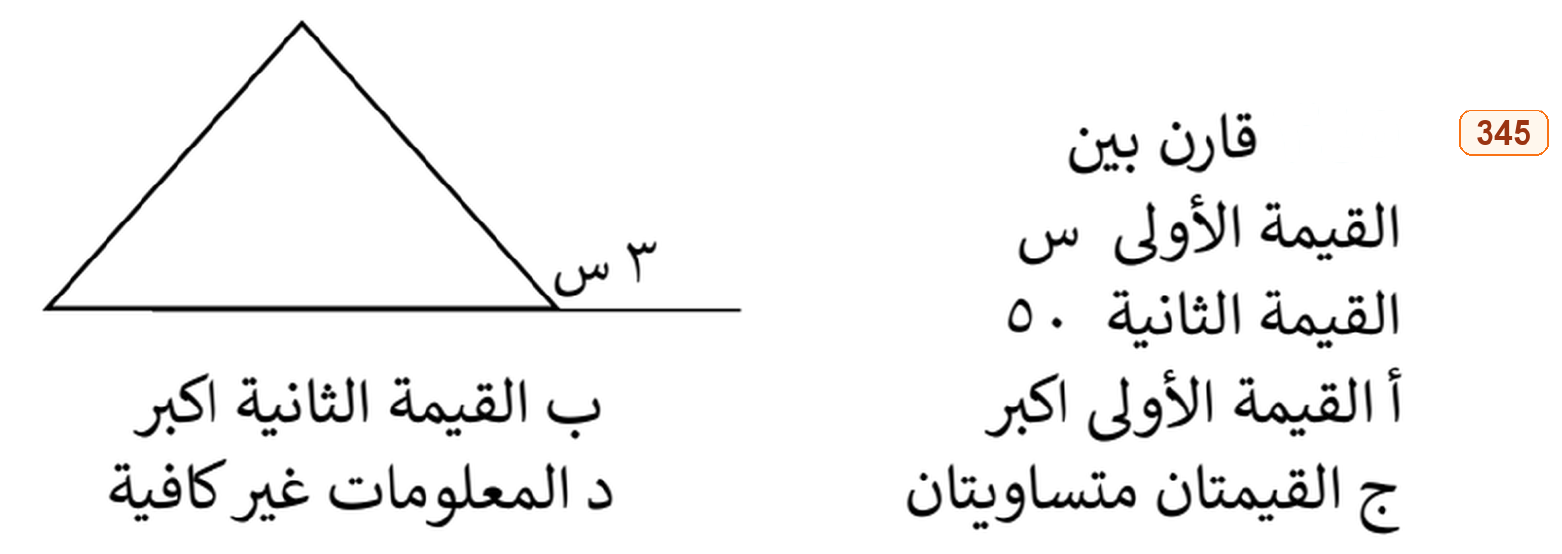 345
قارن بين
القيمة الأولى س
القيمة الثانية ٥٠
٣ س
أ القيمة الأولى اكبر
ب القيمة الثانية اكبر
ج القيمتان متساويتان
د المعلومات غير كافية